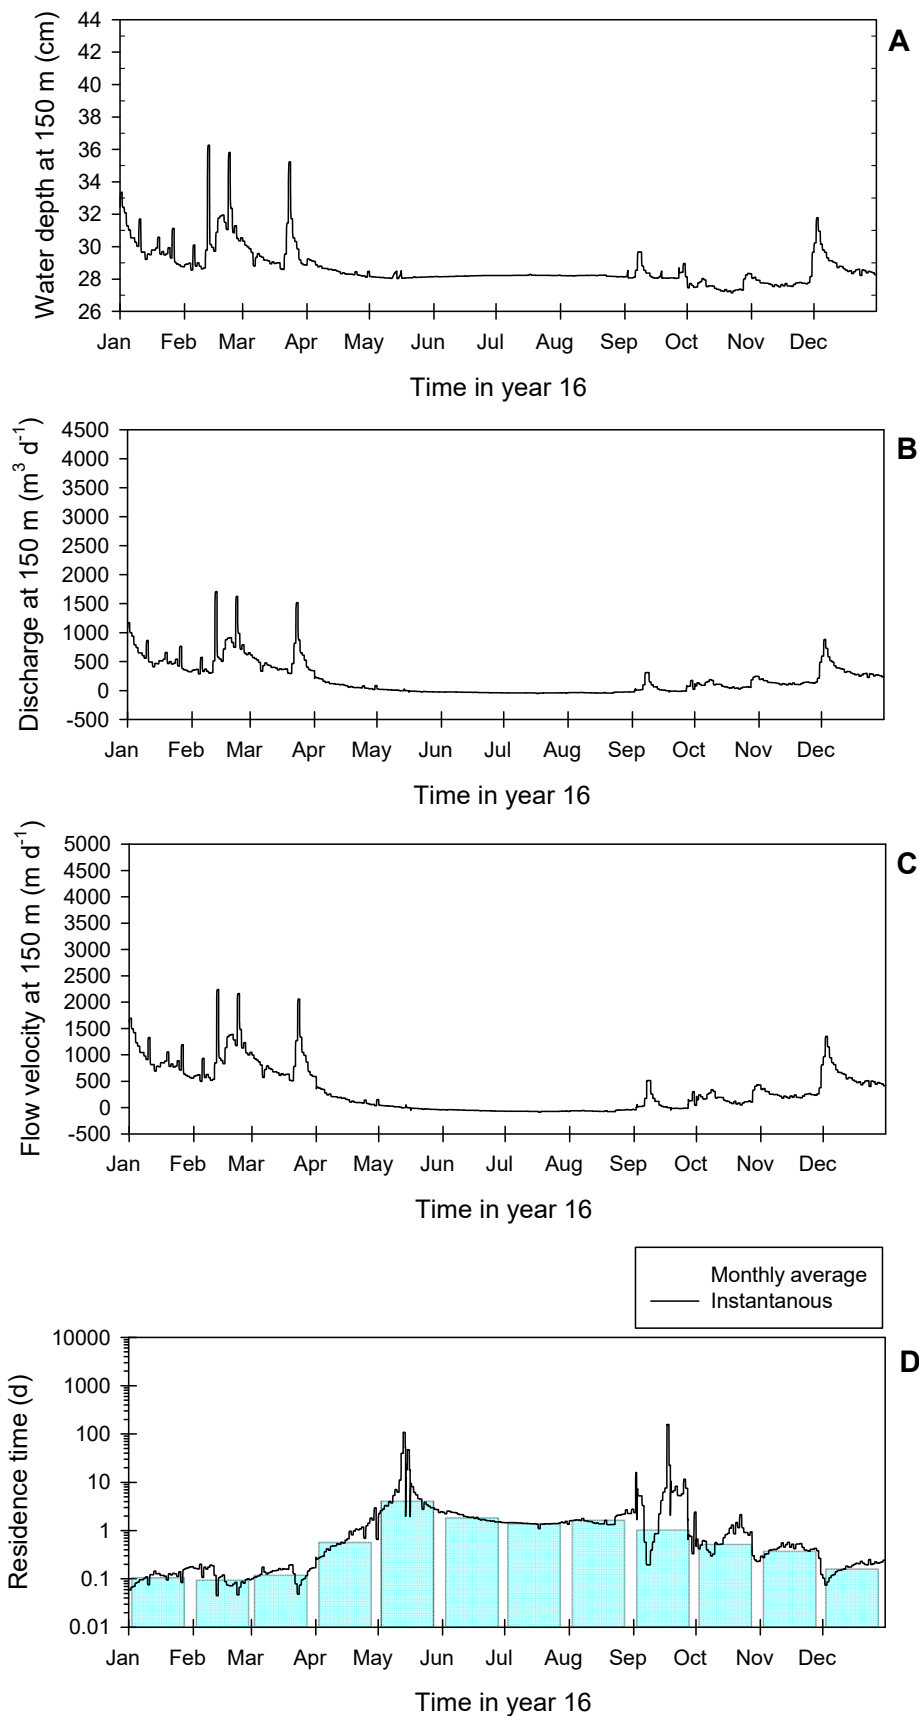 A
Water depth at 150 m (cm)
44
42
40
38
36
34
32
30
28
26
Jan Feb Mar Apr May Jun Jul Aug Sep Oct Nov Dec
Time in year 16
B
Discharge at 150 m (m³ d⁻¹)
4500
4000
3500
3000
2500
2000
1500
1000
500
0
-500
Jan Feb Mar Apr May Jun Jul Aug Sep Oct Nov Dec
Time in year 16
C
Flow velocity at 150 m (m d⁻¹)
5000
4500
4000
3500
3000
2500
2000
1500
1000
500
0
-500
Jan Feb Mar Apr May Jun Jul Aug Sep Oct Nov Dec
Time in year 16
Monthly average
Instantanous
D
Residence time (d)
10000
1000
100
10
1
0.1
0.01
Jan Feb Mar Apr May Jun Jul Aug Sep Oct Nov Dec
Time in year 16